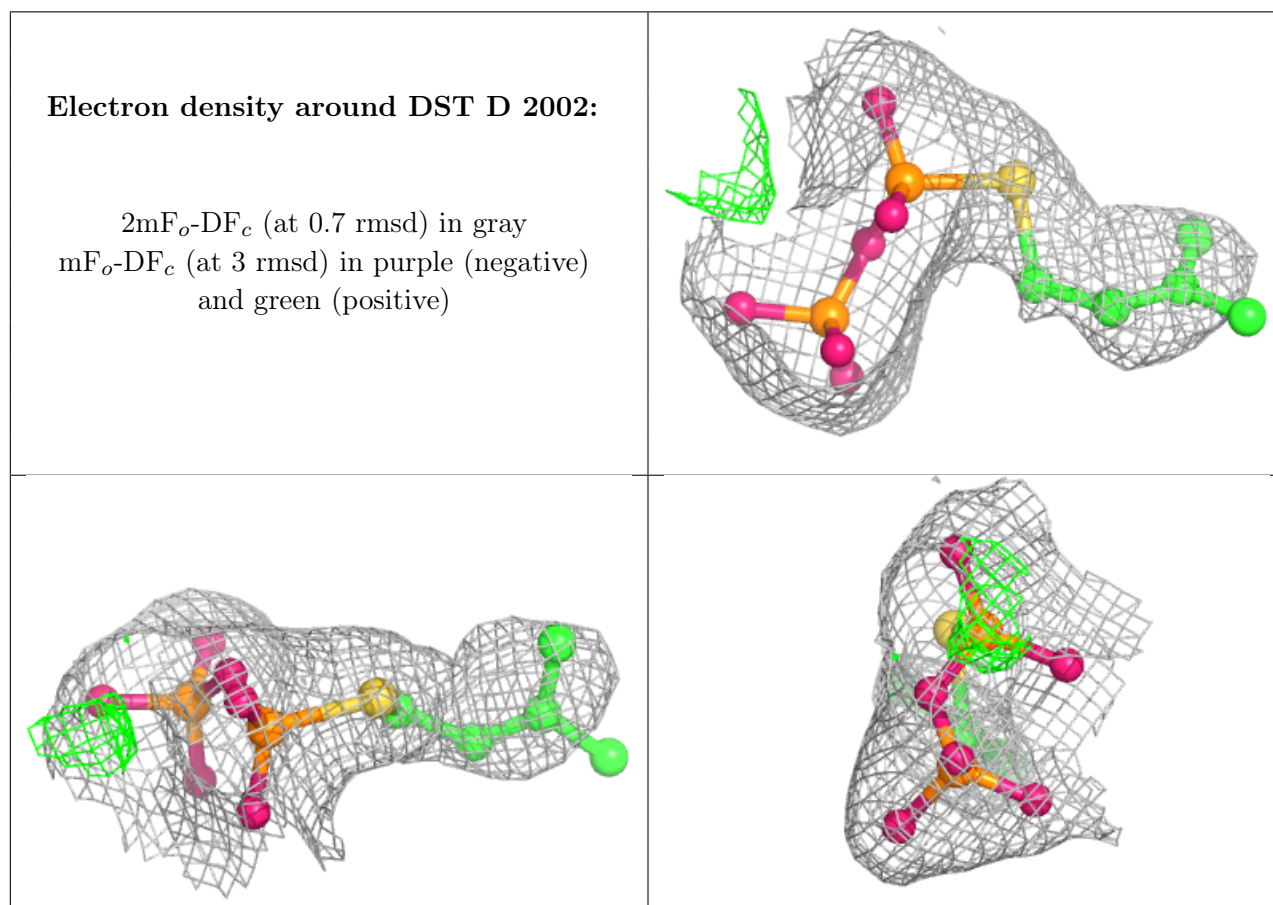 Electron density around DST D 2002:
2mFo-DFc (at 0.7 rmsd) in gray
mFo-DFc (at 3 rmsd) in purple (negative)
and green (positive)